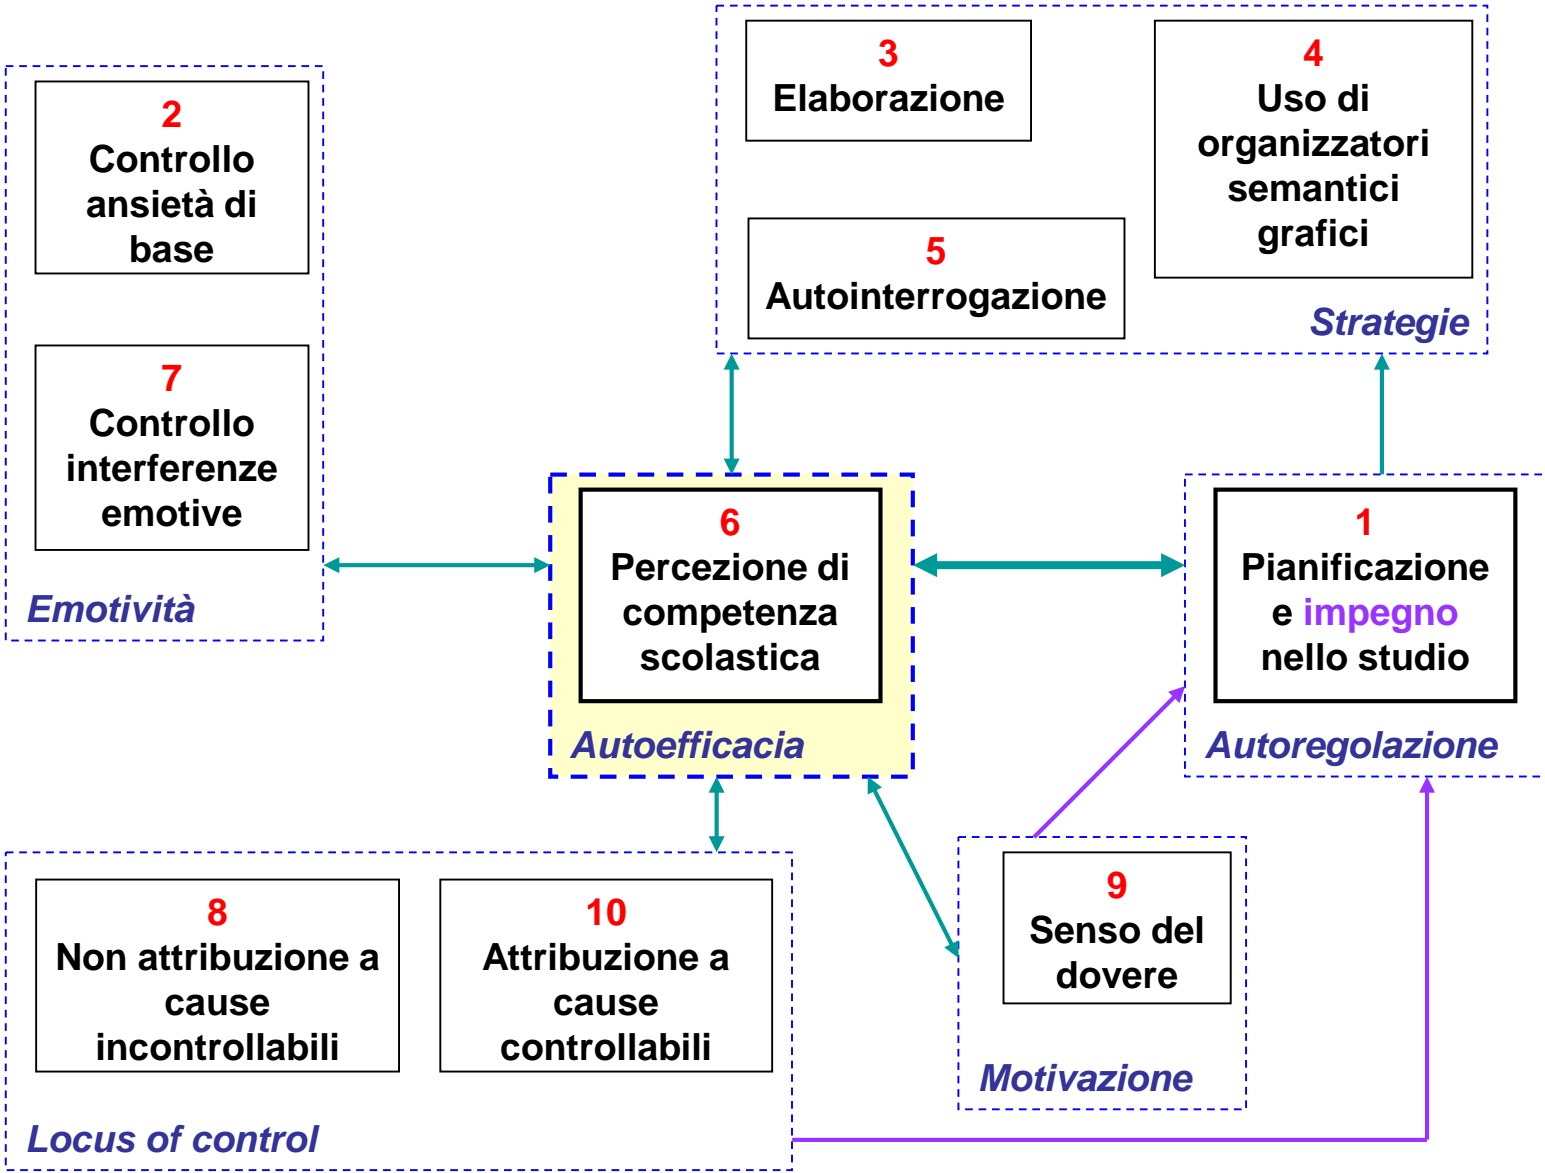 2
Controllo
ansietà di
base
7
Controllo
interferenze
emotive
Emotività
3
Elaborazione
4
Uso di
organizzatori
semantici
grafici
5
Autointerrogazione
Strategie
6
Percezione di
competenza
scolastica
Autoefficacia
1
Pianificazione
e impegno
nello studio
Autoregolazione
8
Non attribuzione a
cause
incontrollabili
10
Attribuzione a
cause
controllabili
Locus of control
9
Senso del
dovere
Motivazione